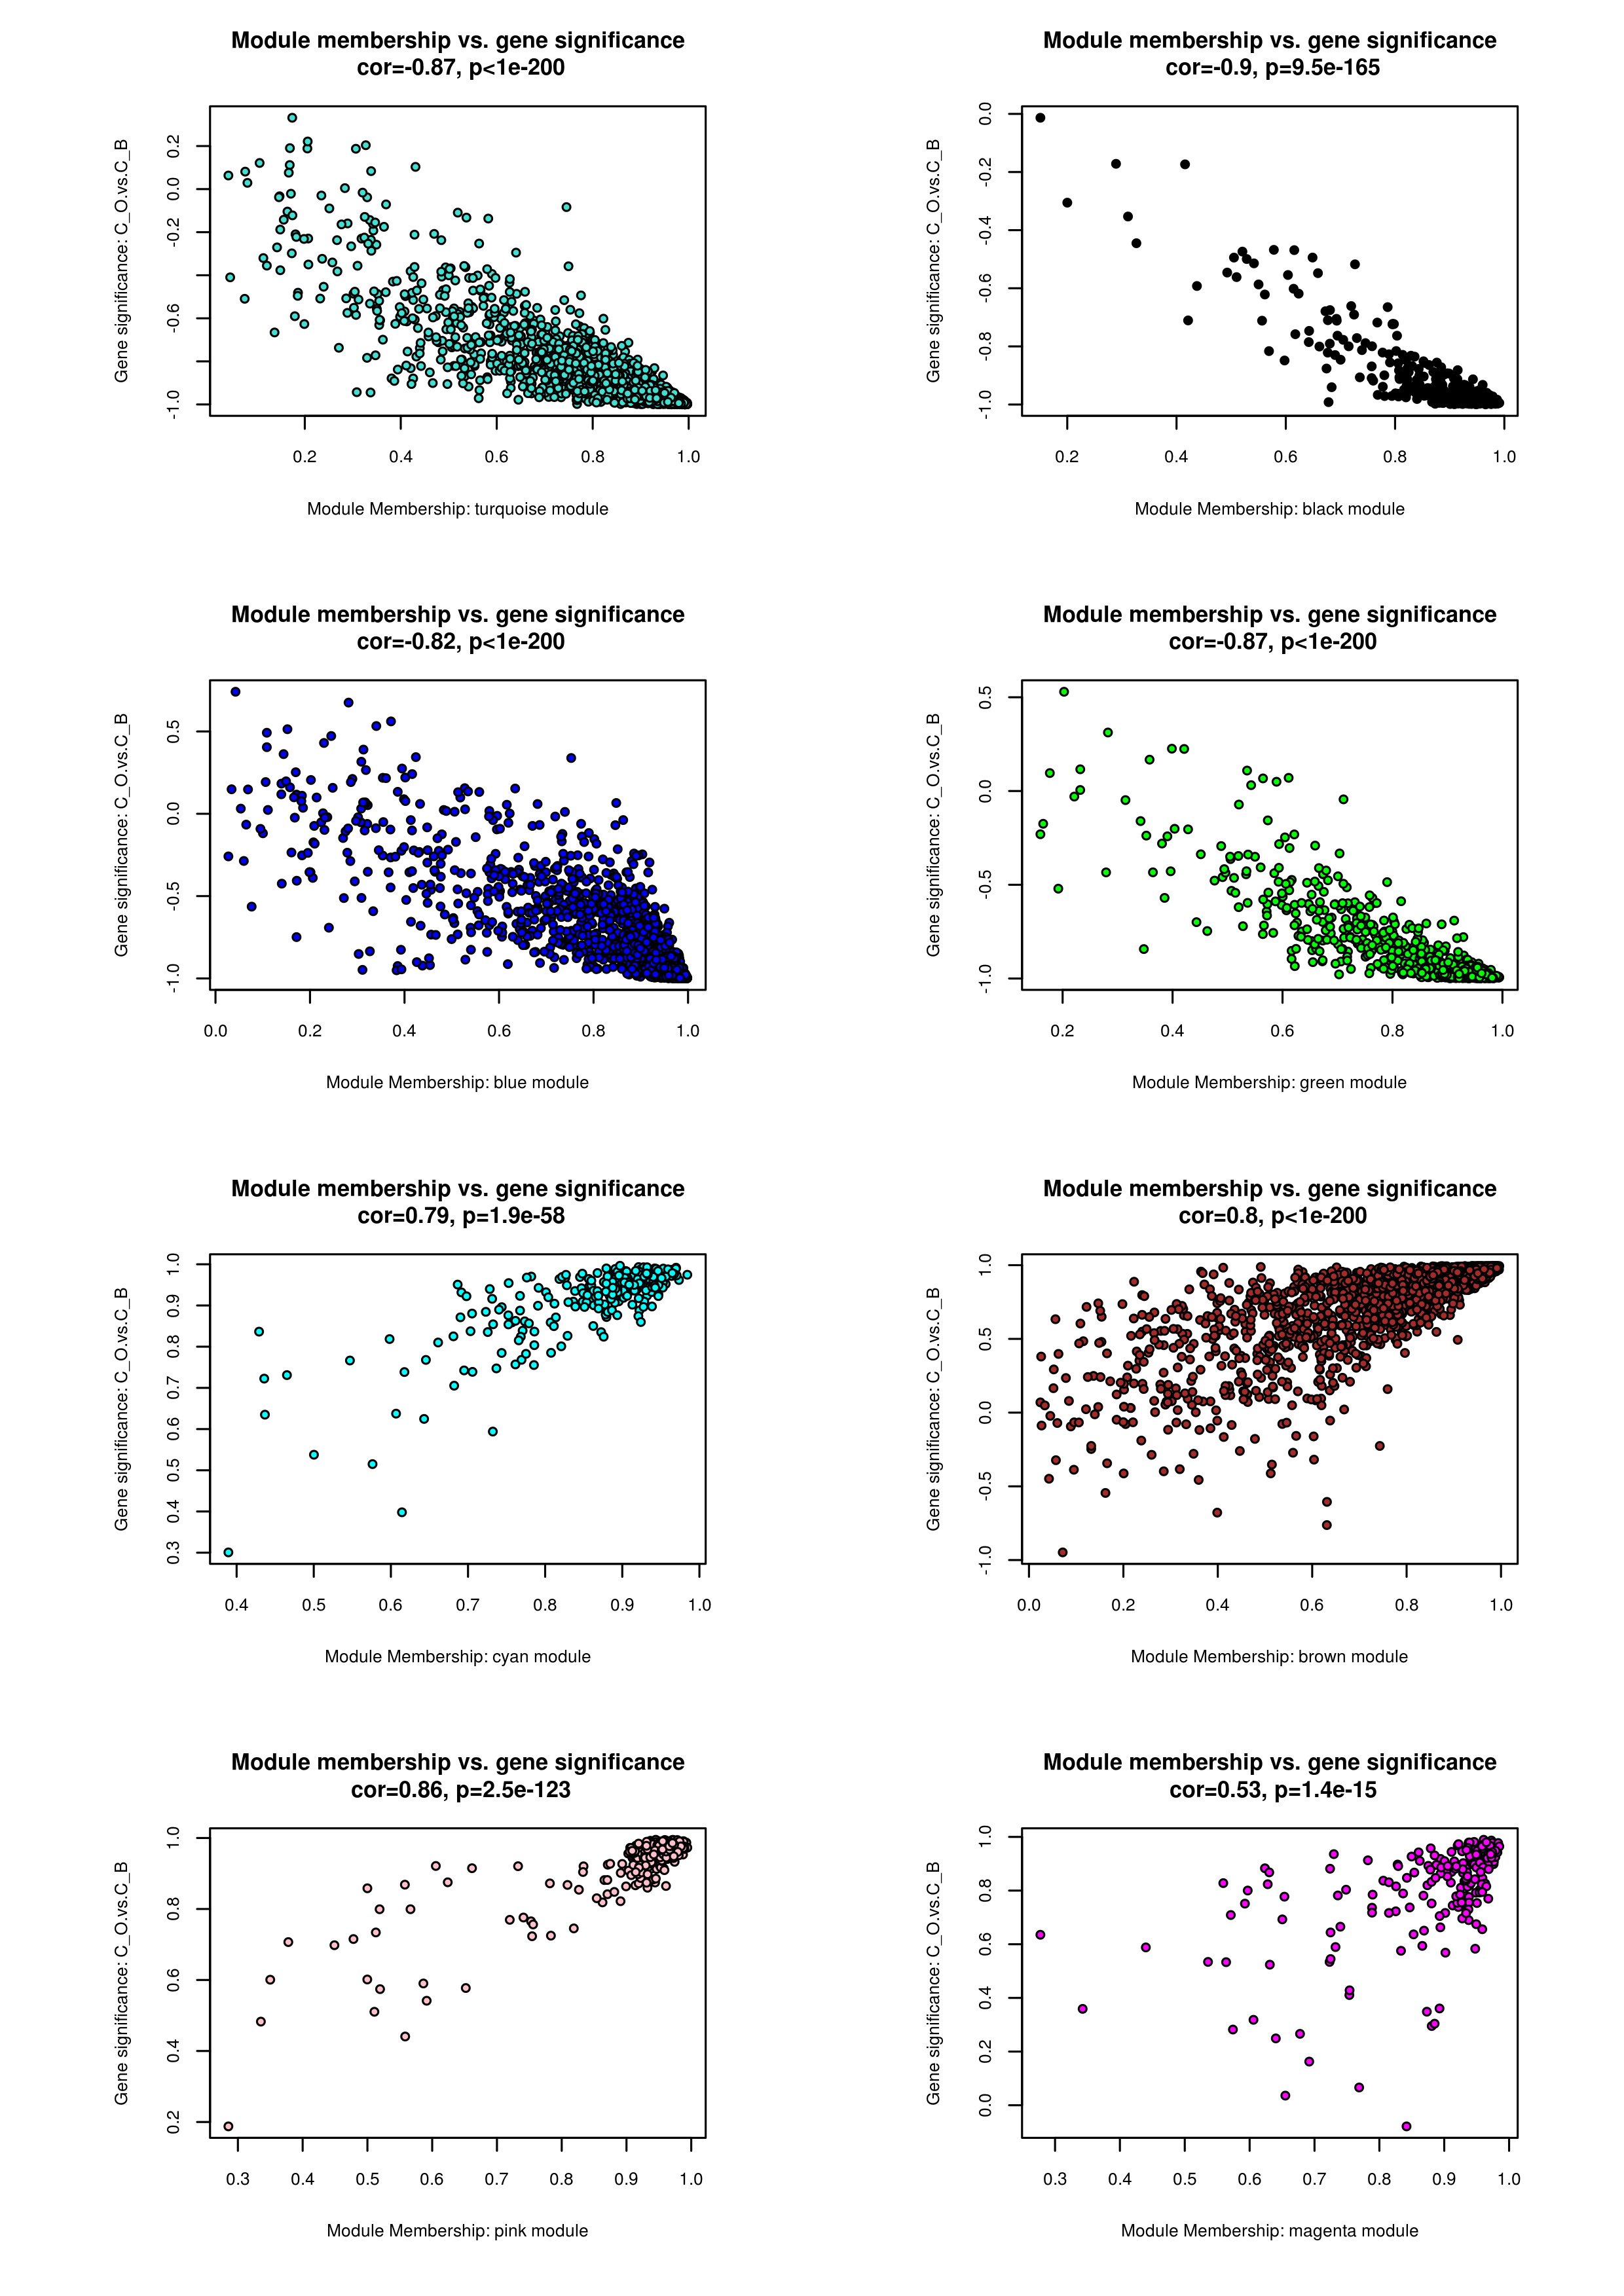 Module membership vs. gene significance
cor=-0.87, p<1e-200
Gene significance: C_O.vs.C_B
0.2
0.0
-0.2
-0.6
-1.0
0.2 0.4 0.6 0.8 1.0
Module Membership: turquoise module
Module membership vs. gene significance
cor=-0.9, p=9.5e-165
Gene significance: C_O.vs.C_B
0.0
-0.2
-0.4
-0.6
-0.8
-1.0
0.2 0.4 0.6 0.8 1.0
Module Membership: black module
Module membership vs. gene significance
cor=-0.82, p<1e-200
Gene significance: C_O.vs.C_B
0.5
0.0
-0.5
-1.0
0.0 0.2 0.4 0.6 0.8 1.0
Module Membership: blue module
Module membership vs. gene significance
cor=-0.87, p<1e-200
Gene significance: C_O.vs.C_B
0.5
0.0
-0.5
-1.0
0.2 0.4 0.6 0.8 1.0
Module Membership: green module
Module membership vs. gene significance
cor=0.79, p=1.9e-58
Gene significance: C_O.vs.C_B
1.0
0.9
0.8
0.7
0.6
0.5
0.4
0.3
0.4 0.5 0.6 0.7 0.8 0.9 1.0
Module Membership: cyan module
Module membership vs. gene significance
cor=0.8, p<1e-200
Gene significance: C_O.vs.C_B
1.0
0.5
0.0
-0.5
-1.0
0.0 0.2 0.4 0.6 0.8 1.0
Module Membership: brown module
Module membership vs. gene significance
cor=0.86, p=2.5e-123
Gene significance: C_O.vs.C_B
1.0
0.8
0.6
0.4
0.2
0.3 0.4 0.5 0.6 0.7 0.8 0.9 1.0
Module Membership: pink module
Module membership vs. gene significance
cor=0.53, p=1.4e-15
Gene significance: C_O.vs.C_B
1.0
0.8
0.6
0.4
0.2
0.0
0.3 0.4 0.5 0.6 0.7 0.8 0.9 1.0
Module Membership: magenta module